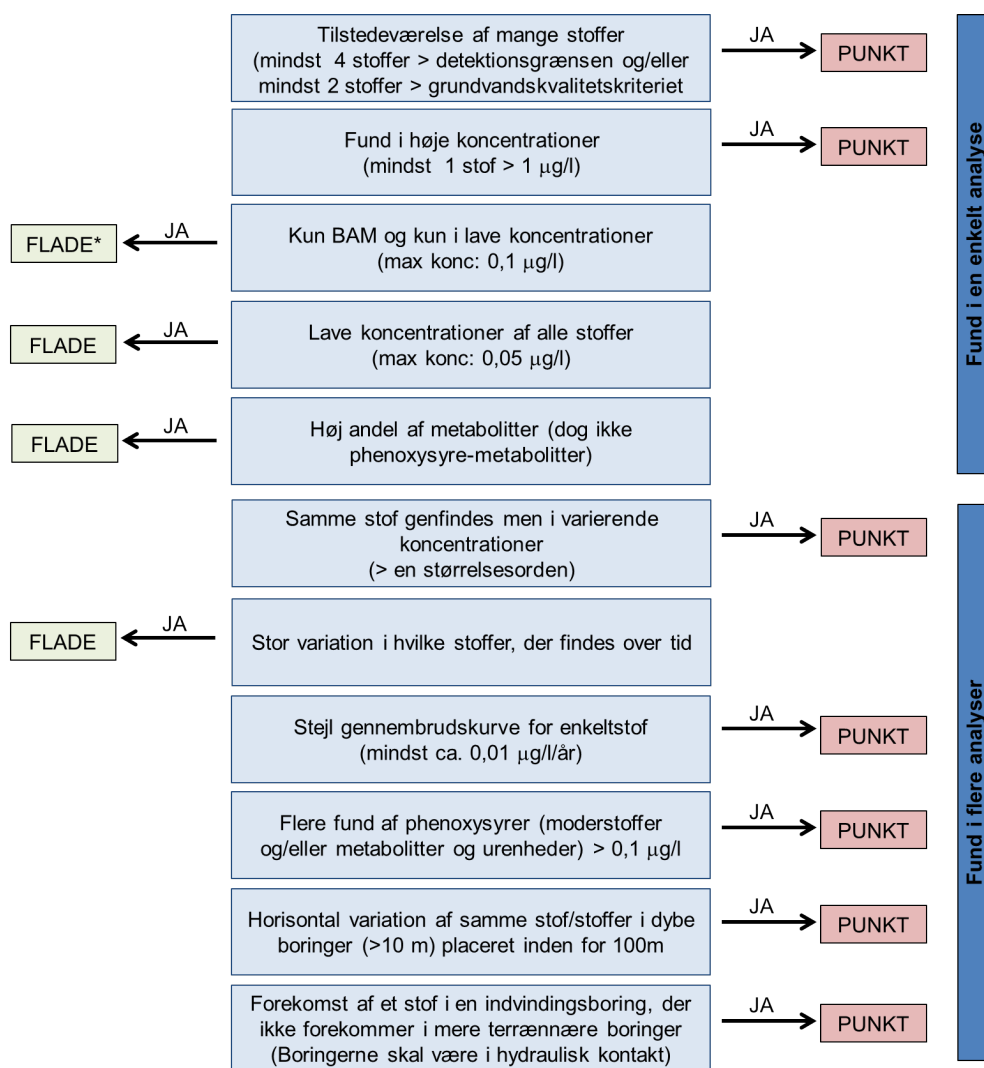 Tilstedeværelse af mange stoffer
(mindst 4 stoffer > detektionsgrænsen og/eller
mindst 2 stoffer > grundvandskvalitetskriteriet
JA
PUNKT
Fund i høje koncentrationer
(mindst 1 stof > 1 µg/l)
JA
PUNKT
FLADE*
JA
Kun BAM og kun i lave koncentrationer
(max konc: 0,1 µg/l)
FLADE
JA
Lave koncentrationer af alle stoffer
(max konc: 0,05 µg/l)
FLADE
JA
Høj andel af metabolitter (dog ikke
phenoxysyre-metabolitter)
Fund i en enkelt analyse
Samme stof genfindes men i varierende
koncentrationer
(> en størrelsesorden)
JA
PUNKT
FLADE
JA
Stor variation i hvilke stoffer, der findes over tid
Stejl gennembrudskurve for enkeltstof
(mindst ca. 0,01 µg/l/år)
JA
PUNKT
Flere fund af phenoxysyrer (moderstoffer
og/eller metabolitter og urenheder) > 0,1 µg/l
JA
PUNKT
Horisontal variation af samme stof/stoffer i dybe
boringer (>10 m) placeret inden for 100m
JA
PUNKT
Forekomst af et stof i en indvindingsboring, der
ikke forekommer i mere terrænnære boringer
(Boringerne skal være i hydraulisk kontakt)
JA
PUNKT
Fund i flere analyser